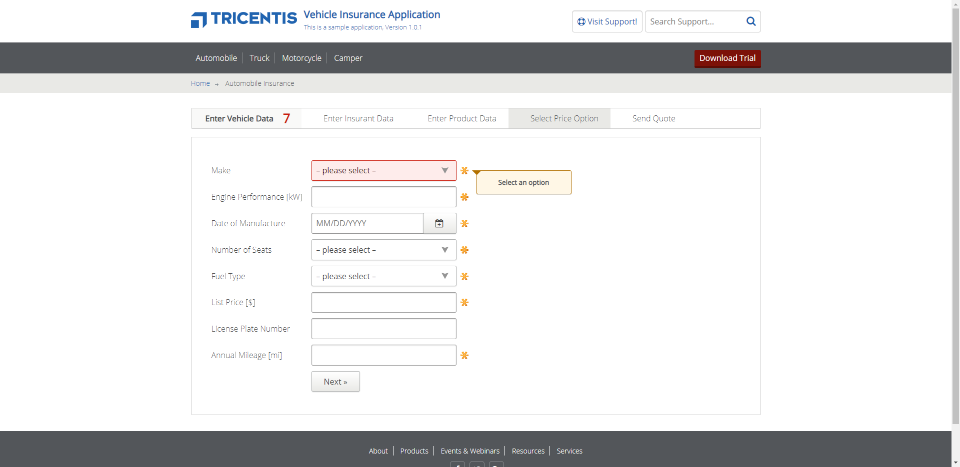 TRICENTIS Vehicle Insurance Application
This is a sample application. Version 1.0.1
Visit Support!
Search Support...
Automobile Truck Motorcycle Camper
Download Trial
Home → Automobile Insurance
Enter Vehicle Data 7 Enter Insurant Data Enter Product Data Select Price Option Send Quote
Make – please select – *
Select an option
Engine Performance [kW] *
Date of Manufacture MM/DD/YYYY *
Number of Seats – please select – *
Fuel Type – please select – *
List Price [$] *
License Plate Number
Annual Mileage [mi] *
Next »
About Products Events & Webinars Resources Services